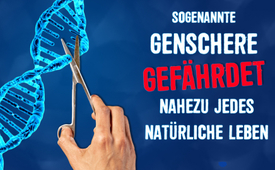 SOGENANNTE
GENSCHERE
GEFÄHRDET
NAHEZU JEDES
NATÜRLICHE LEBEN